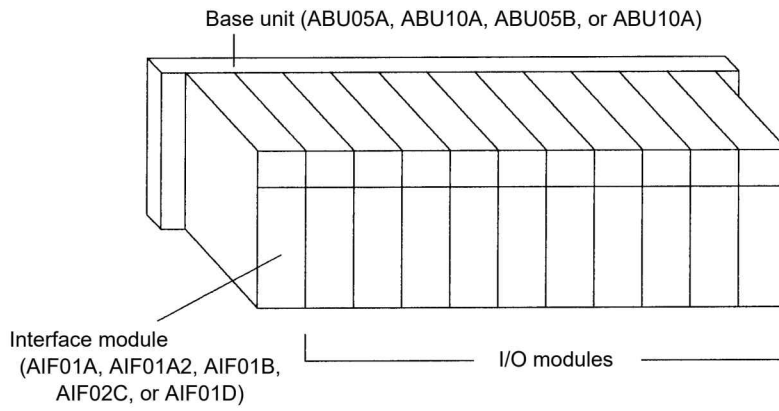 Base unit (ABU05A, ABU10A, ABU05B, or ABU10A)
Interface module
(AIF01A, AIF01A2, AIF01B,
AIF02C, or AIF01D)
I/O modules